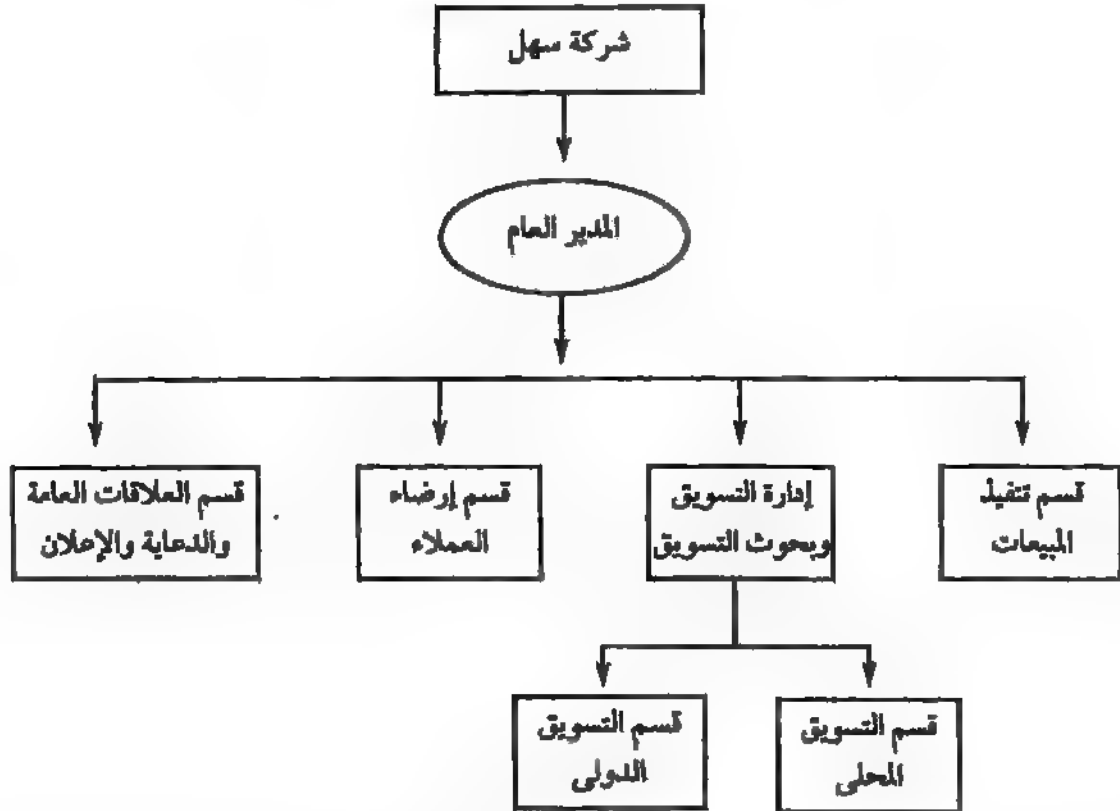 شركة سهل
المدير العام
قسم تنفيذ
المبيعات
إدارة التسويق
وبحوث التسويق
قسم إرضاء
العملاء
قسم العلاقات العامة
والدعاية والإعلان
قسم التسويق
المحلى
قسم التسويق
الدولى